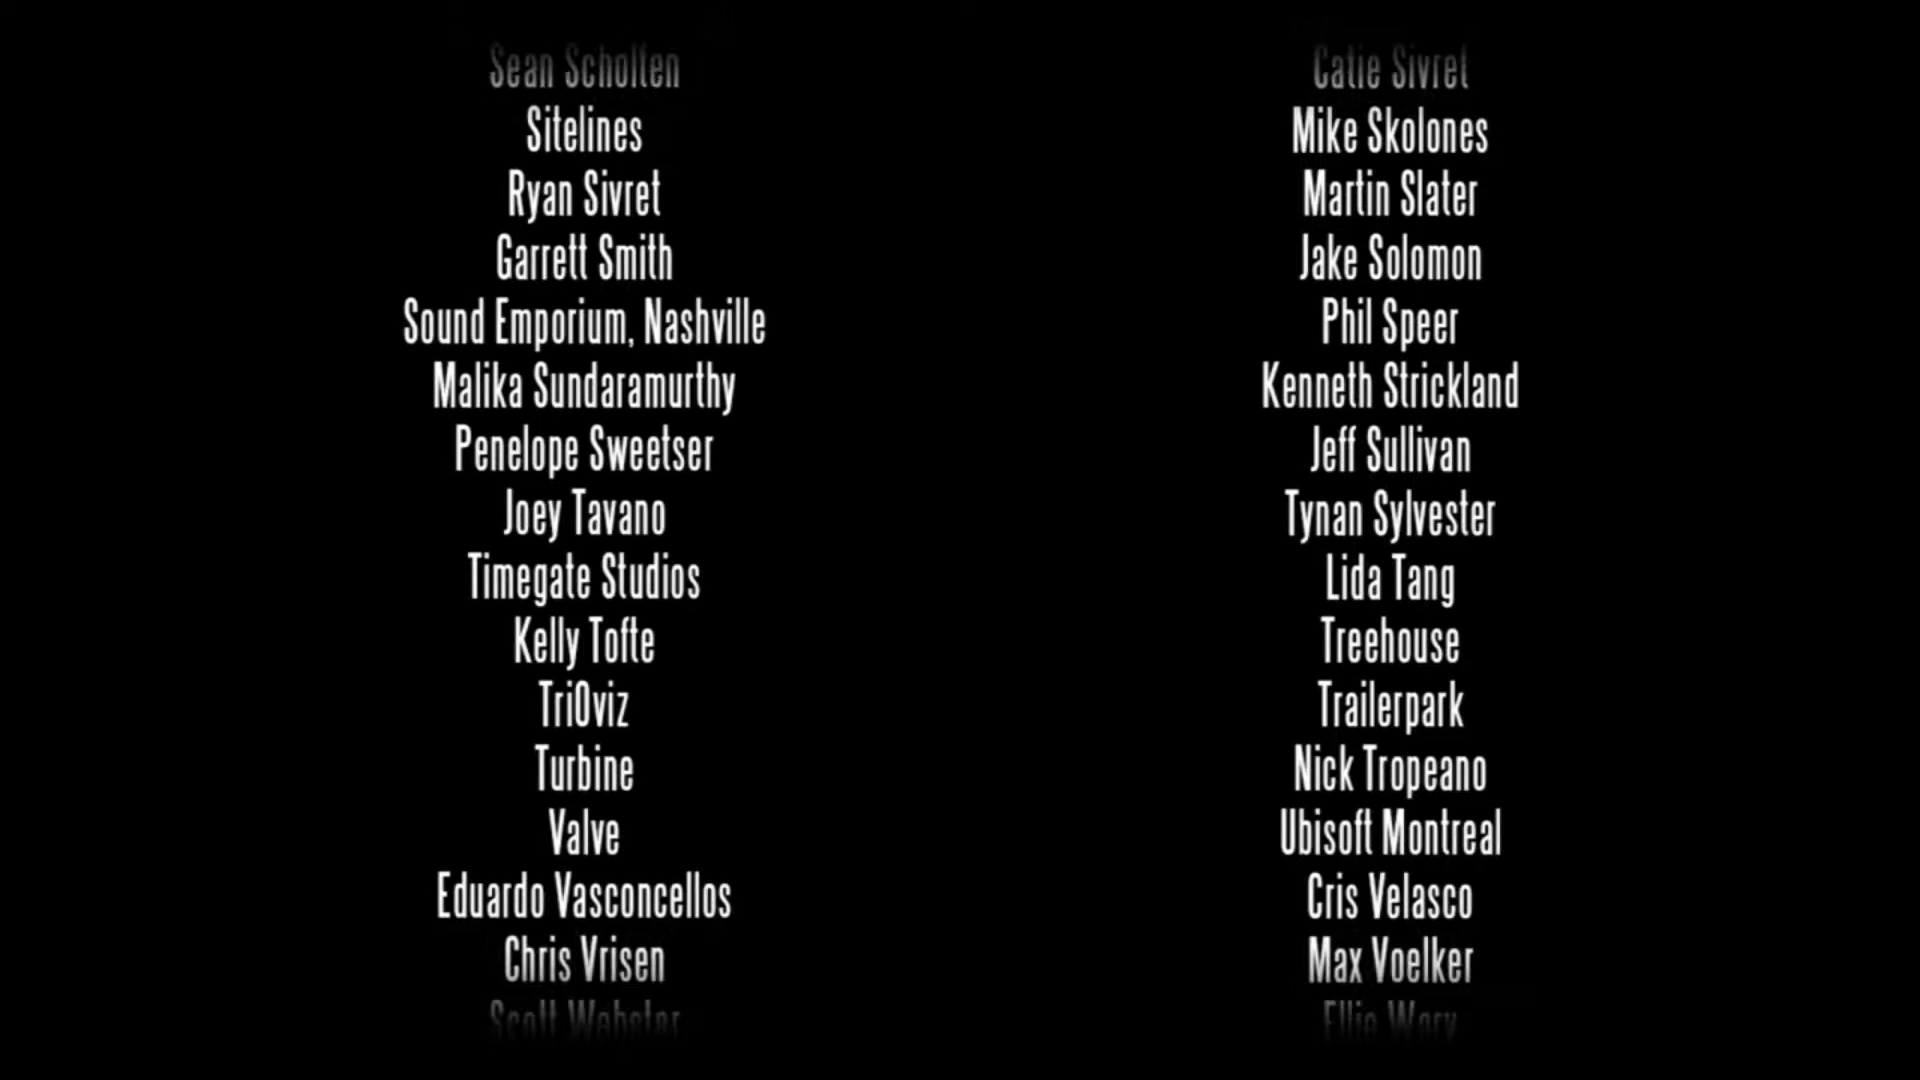 Sean Scholten
Catie Sivret
Sitelines
Mike Skolones
Ryan Sivret
Martin Slater
Garrett Smith
Jake Solomon
Sound Emporium, Nashville
Phil Speer
Malika Sundaramurthy
Kenneth Strickland
Penelope Sweetser
Jeff Sullivan
Joey Tavano
Tynan Sylvester
Timegate Studios
Lida Tang
Kelly Tofte
Treehouse
TriOviz
Trailerpark
Turbine
Nick Tropeano
Valve
Ubisoft Montreal
Eduardo Vasconcellos
Cris Velasco
Chris Vrisen
Max Voelker
Scott Webster
Ellie Wary